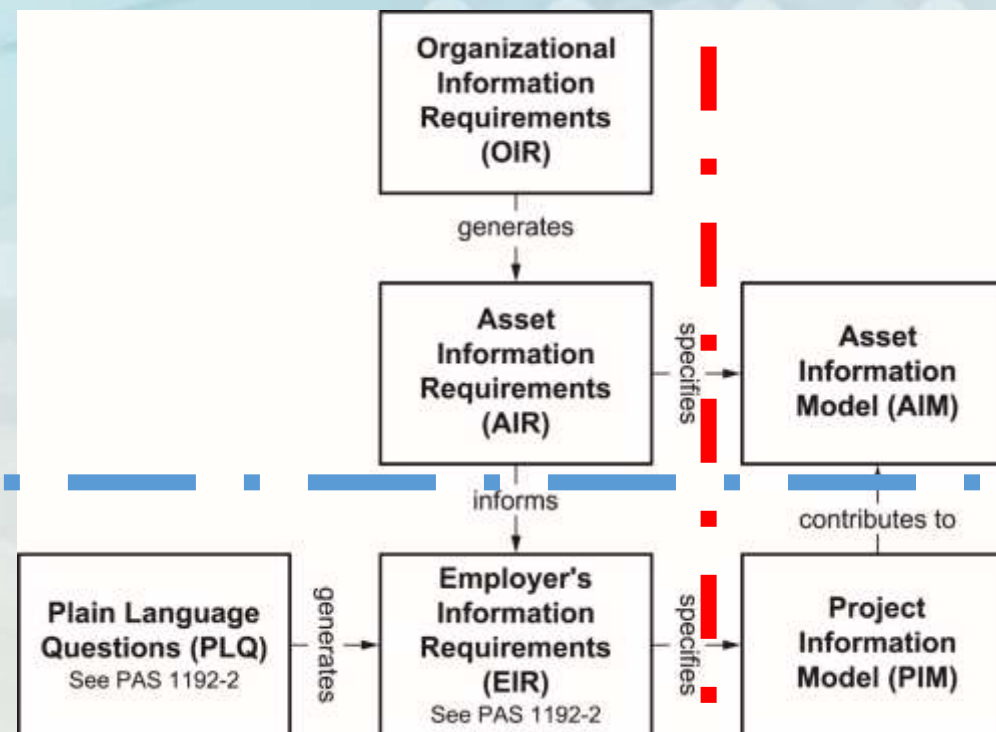 Organizational
Information
Requirements
(OIR)
generates
Asset
Information
Requirements
(AIR)
specifies
Asset
Information
Model (AIM)
informs
contributes to
Plain Language
Questions (PLQ)
See PAS 1192-2
generates
Employer's
Information
Requirements
(EIR)
See PAS 1192-2
specifies
Project
Information
Model (PIM)